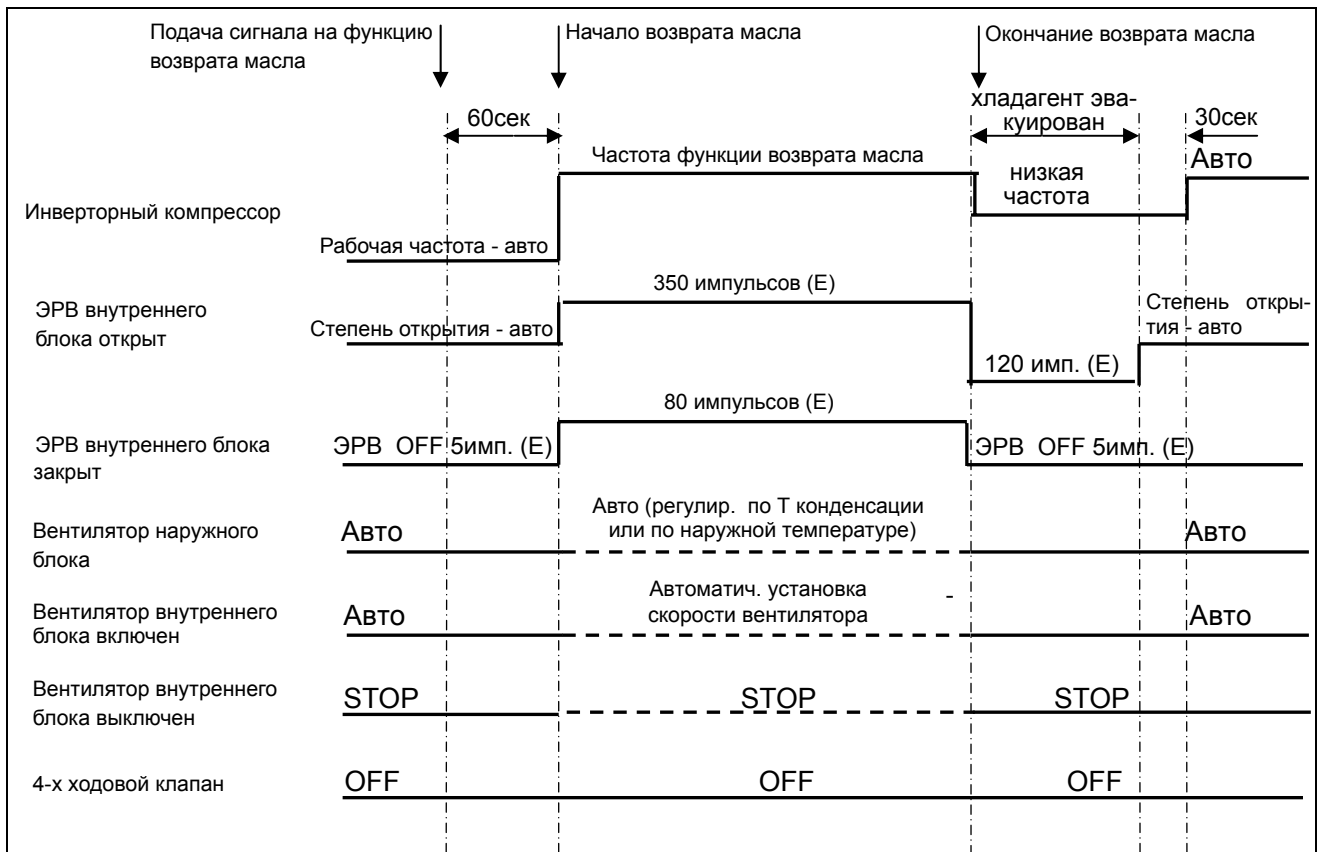 Подача сигнала на функцию
возврата масла
Начало возврата масла
Окончание возврата масла
60сек
хладагент эва-
куирован
30сек
Инверторный компрессор
Рабочая частота - авто
Частота функции возврата масла
низкая
частота
Авто
ЭРВ внутреннего
блока открыт
Степень открытия - авто
350 импульсов (E)
120 имп. (E)
Степень откры-
тия - авто
ЭРВ внутреннего блока
закрыт
ЭРВ OFF 5имп. (E)
80 импульсов (E)
ЭРВ OFF 5имп. (E)
Вентилятор наружного
блока
Авто
Авто (регулир. по Т конденсации
или по наружной температуре)
Авто
Вентилятор внутреннего
блока включен
Авто
Автоматич. установка -
скорости вентилятора
Авто
Вентилятор внутреннего
блока выключен
STOP
STOP
STOP
4-х ходовой клапан
OFF
OFF
OFF